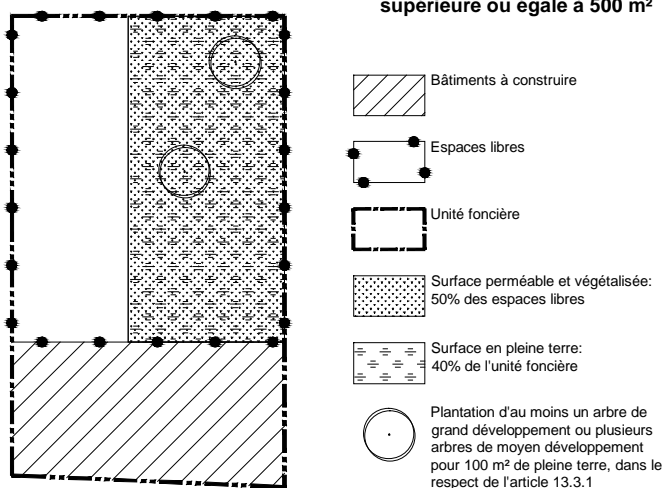 supérieure ou égale à 500 m²
Bâtiments à construire
Espaces libres
Unité foncière
Surface perméable et végétalisée:
50% des espaces libres
Surface en pleine terre:
40% de l'unité foncière
Plantation d'au moins un arbre de
grand développement ou plusieurs
arbres de moyen développement
pour 100 m² de pleine terre, dans le
respect de l'article 13.3.1